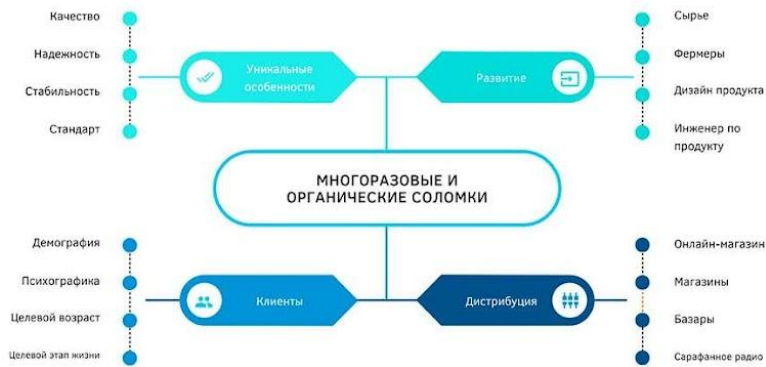 Качество
Надежность
Стабильность
Стандарт
Уникальные
особенности
Развитие
Сырье
Фермеры
Дизайн продукта
Инженер по
продукту
МНОГОРАЗОВЫЕ И
ОРГАНИЧЕСКИЕ СОЛОМКИ
Демография
Психографика
Целевой возраст
Целевой этап жизни
Клиенты
Дистрибуция
Онлайн-магазин
Магазины
Базары
Сарафанное радио